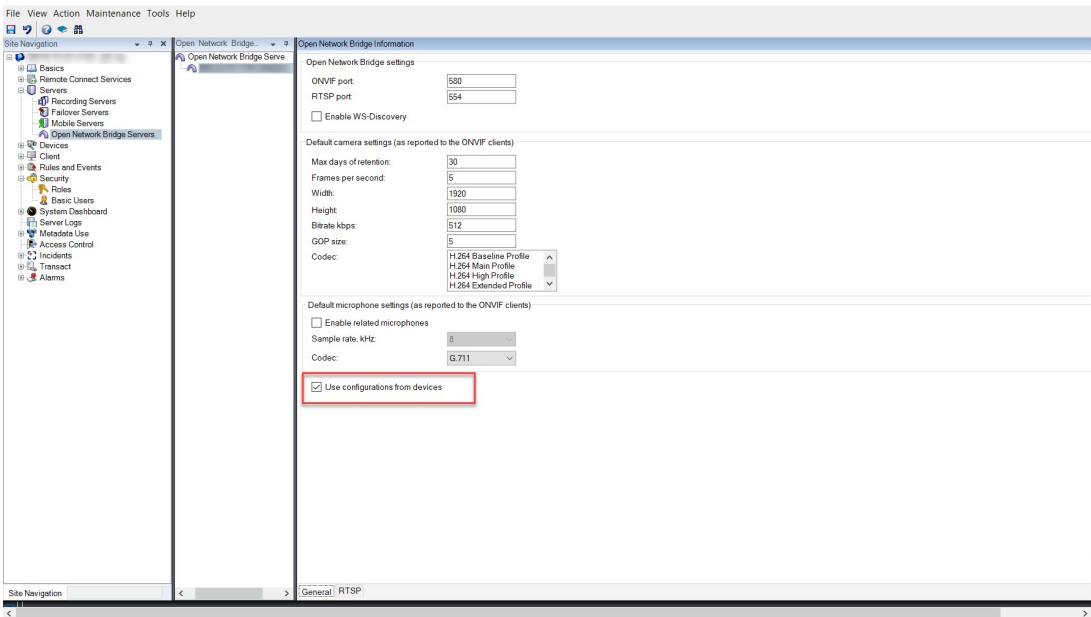 File View Action Maintenance Tools Help
Site Navigation
Basics
Remote Connect Services
Servers
Recording Servers
Failover Servers
Mobile Servers
Open Network Bridge Servers
Devices
Client
Rules and Events
Security
Roles
Basic Users
System Dashboard
Server Logs
Metadata Use
Access Control
Incidents
Transact
Alarms
Site Navigation
Open Network Bridge...
Open Network Bridge Serve
Open Network Bridge Information
Open Network Bridge settings
ONVIF port: 580
RTSP port: 554
Enable WS-Discovery
Default camera settings (as reported to the ONVIF clients)
Max days of retention: 30
Frames per second: 5
Width: 1920
Height: 1080
Bitrate kbps: 512
GOP size: 5
Codec: H.264 Baseline Profile
H.264 Main Profile
H.264 High Profile
H.264 Extended Profile
Default microphone settings (as reported to the ONVIF clients)
Enable related microphones
Sample rate, kHz: 8
Codec: G.711
Use configurations from devices
General RTSP